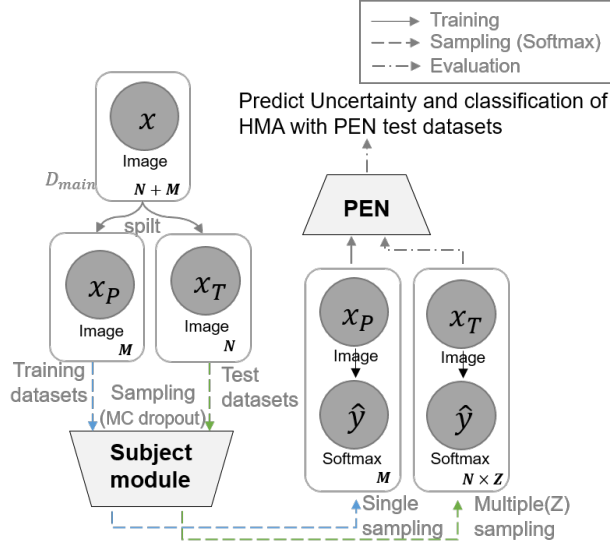 Training
Sampling (Softmax)
Evaluation
Predict Uncertainty and classification of
HMA with PEN test datasets
x
Image
D_main
N + M
spilt
x_P
Image
M
x_T
Image
N
Training
datasets
Sampling
(MC dropout)
Test
datasets
Subject
module
PEN
x_P
Image
ŷ
Softmax
M
x_T
Image
ŷ
Softmax
N × Z
Single
sampling
Multiple(Z)
sampling